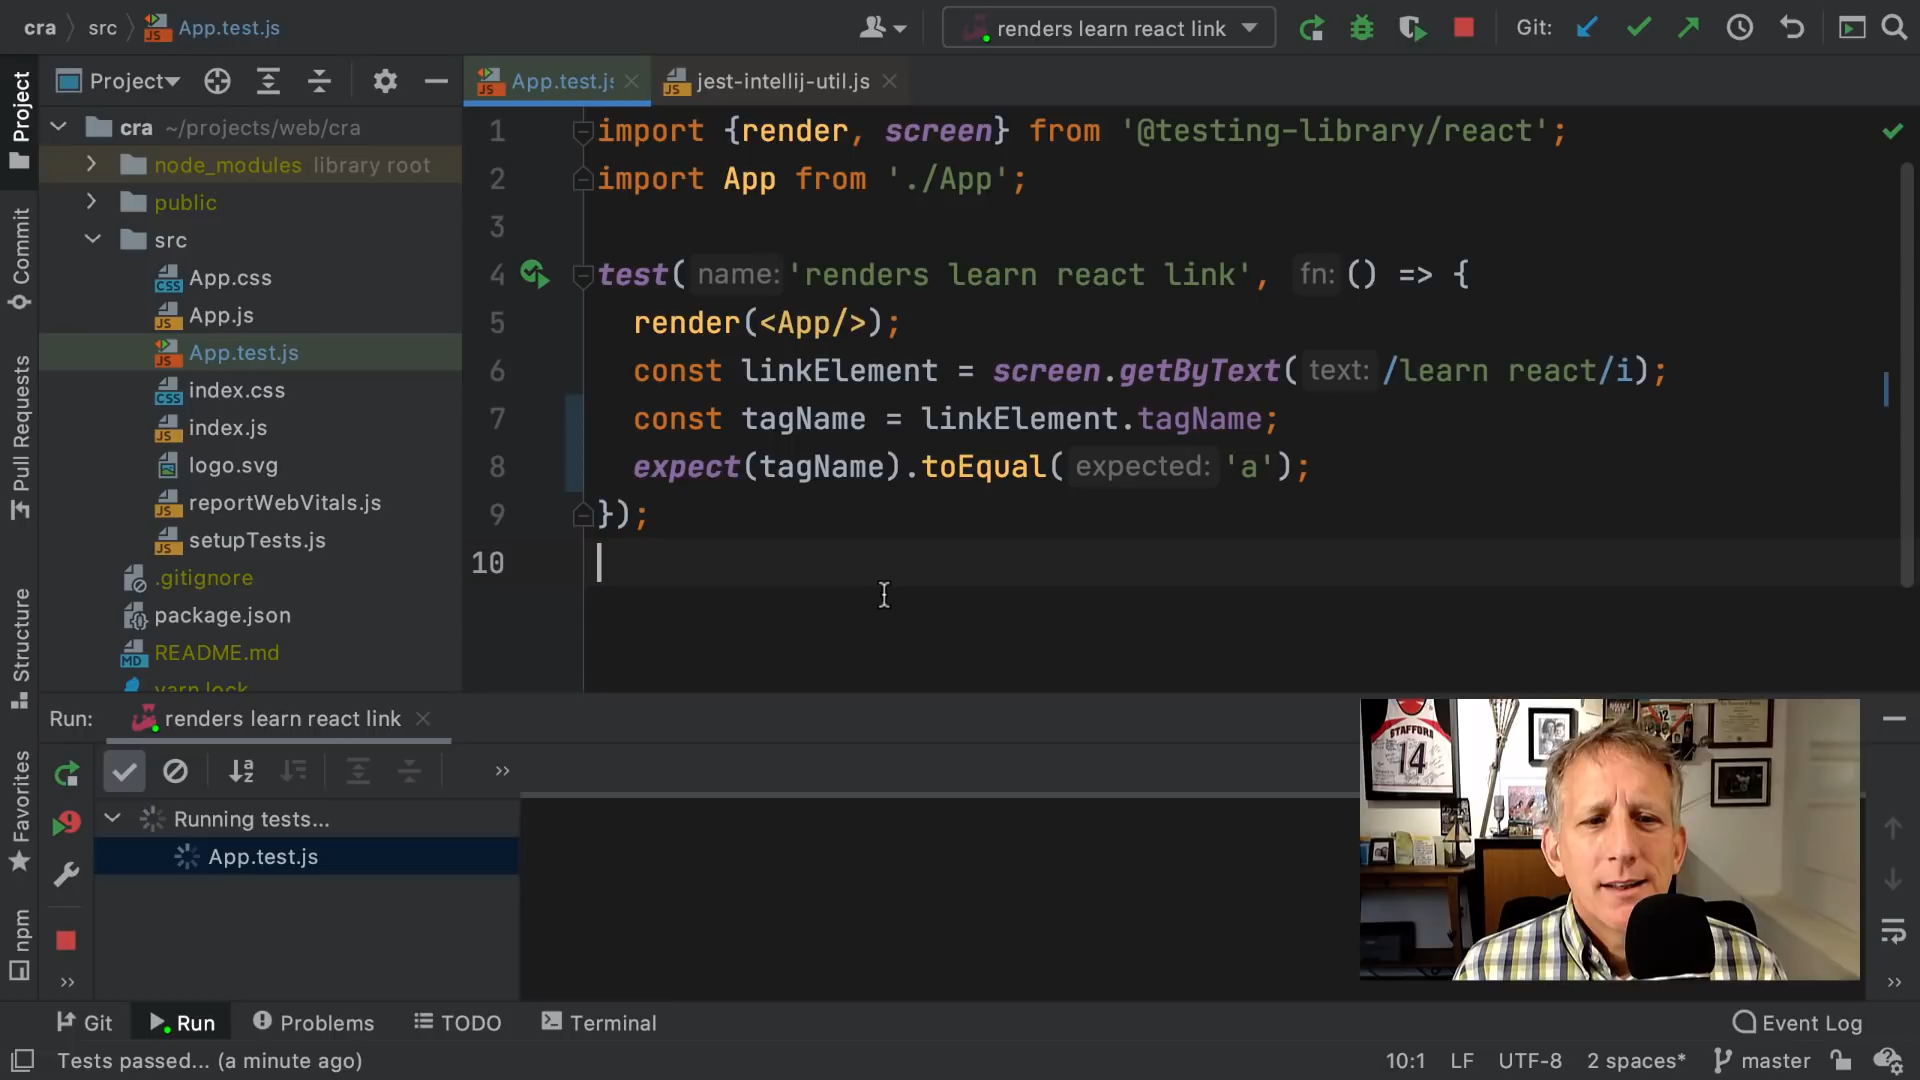 cra src App.test.js
renders learn react link
Git:
Project
App.test.js
jest-intellij-util.js
Project
Commit
Pull Requests
Structure
Favorites
npm
cra ~/projects/web/cra
node_modules library root
public
src
App.css
App.js
App.test.js
index.css
index.js
logo.svg
reportWebVitals.js
setupTests.js
.gitignore
package.json
README.md
yarn.lock
1 import {render, screen} from '@testing-library/react';
2 import App from './App';
3
4 test( name: 'renders learn react link', fn: () => {
5 render(<App/>);
6 const linkElement = screen.getByText( text: /learn react/i);
7 const tagName = linkElement.tagName;
8 expect(tagName).toEqual( expected: 'a');
9 });
10
Run: renders learn react link
Running tests...
App.test.js
STAFFORD
14
Git
Run
Problems
TODO
Terminal
Event Log
Tests passed... (a minute ago)
10:1 LF UTF-8 2 spaces* master